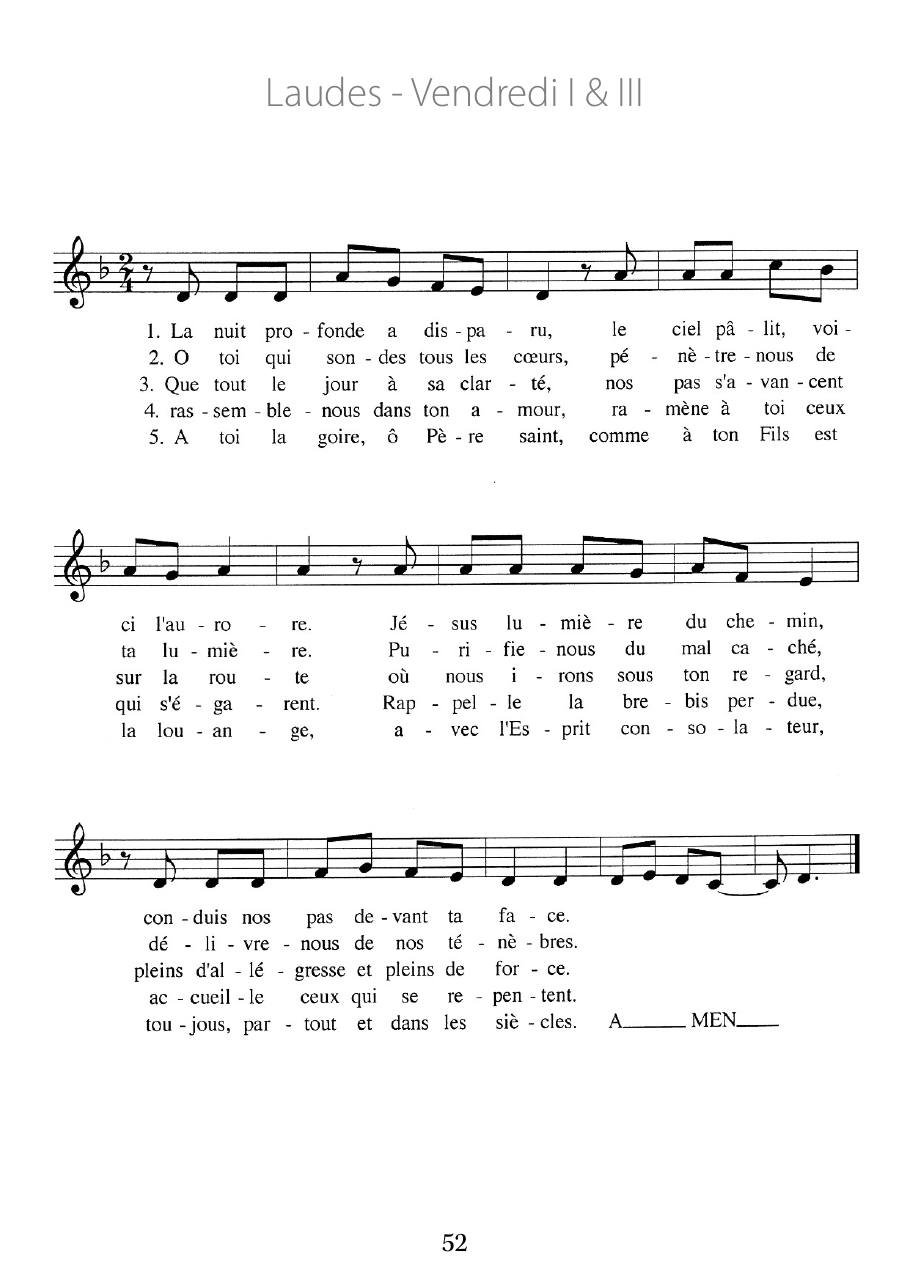 Laudes - Vendredi I & III
1. La nuit pro - fonde a dis - pa - ru, le ciel pâ - lit, voi -
2. O toi qui son - des tous les cœurs, pé - nè - tre - nous de
3. Que tout le jour à sa clar - té, nos pas s'a - van - cent
4. ras - sem - ble - nous dans ton a - mour, ra - mène à toi ceux
5. A toi la goire, ô Pè - re saint, comme à ton Fils est
ci l'au - ro - re. Jé - sus lu - miè - re du che - min,
ta lu - miè - re. Pu - ri - fie - nous du mal ca - ché,
sur la rou - te où nous i - rons sous ton re - gard,
qui s'é - ga - rent. Rap - pel - le la bre - bis per - due,
la lou - an - ge, a - vec l'Es - prit con - so - la - teur,
con - duis nos pas de - vant ta fa - ce.
dé - li - vre - nous de nos té - nè - bres.
pleins d'al - lé - gresse et pleins de for - ce.
ac - cueil - le ceux qui se re - pen - tent.
tou - jous, par - tout et dans les siè - cles. A______ MEN____
52